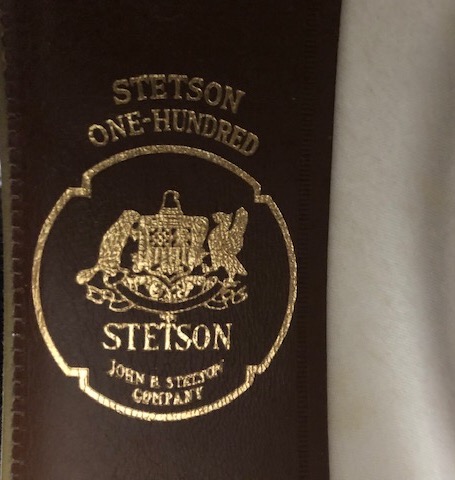 STETSON
ONE-HUNDRED
STETSON
JOHN B. STETSON
COMPANY